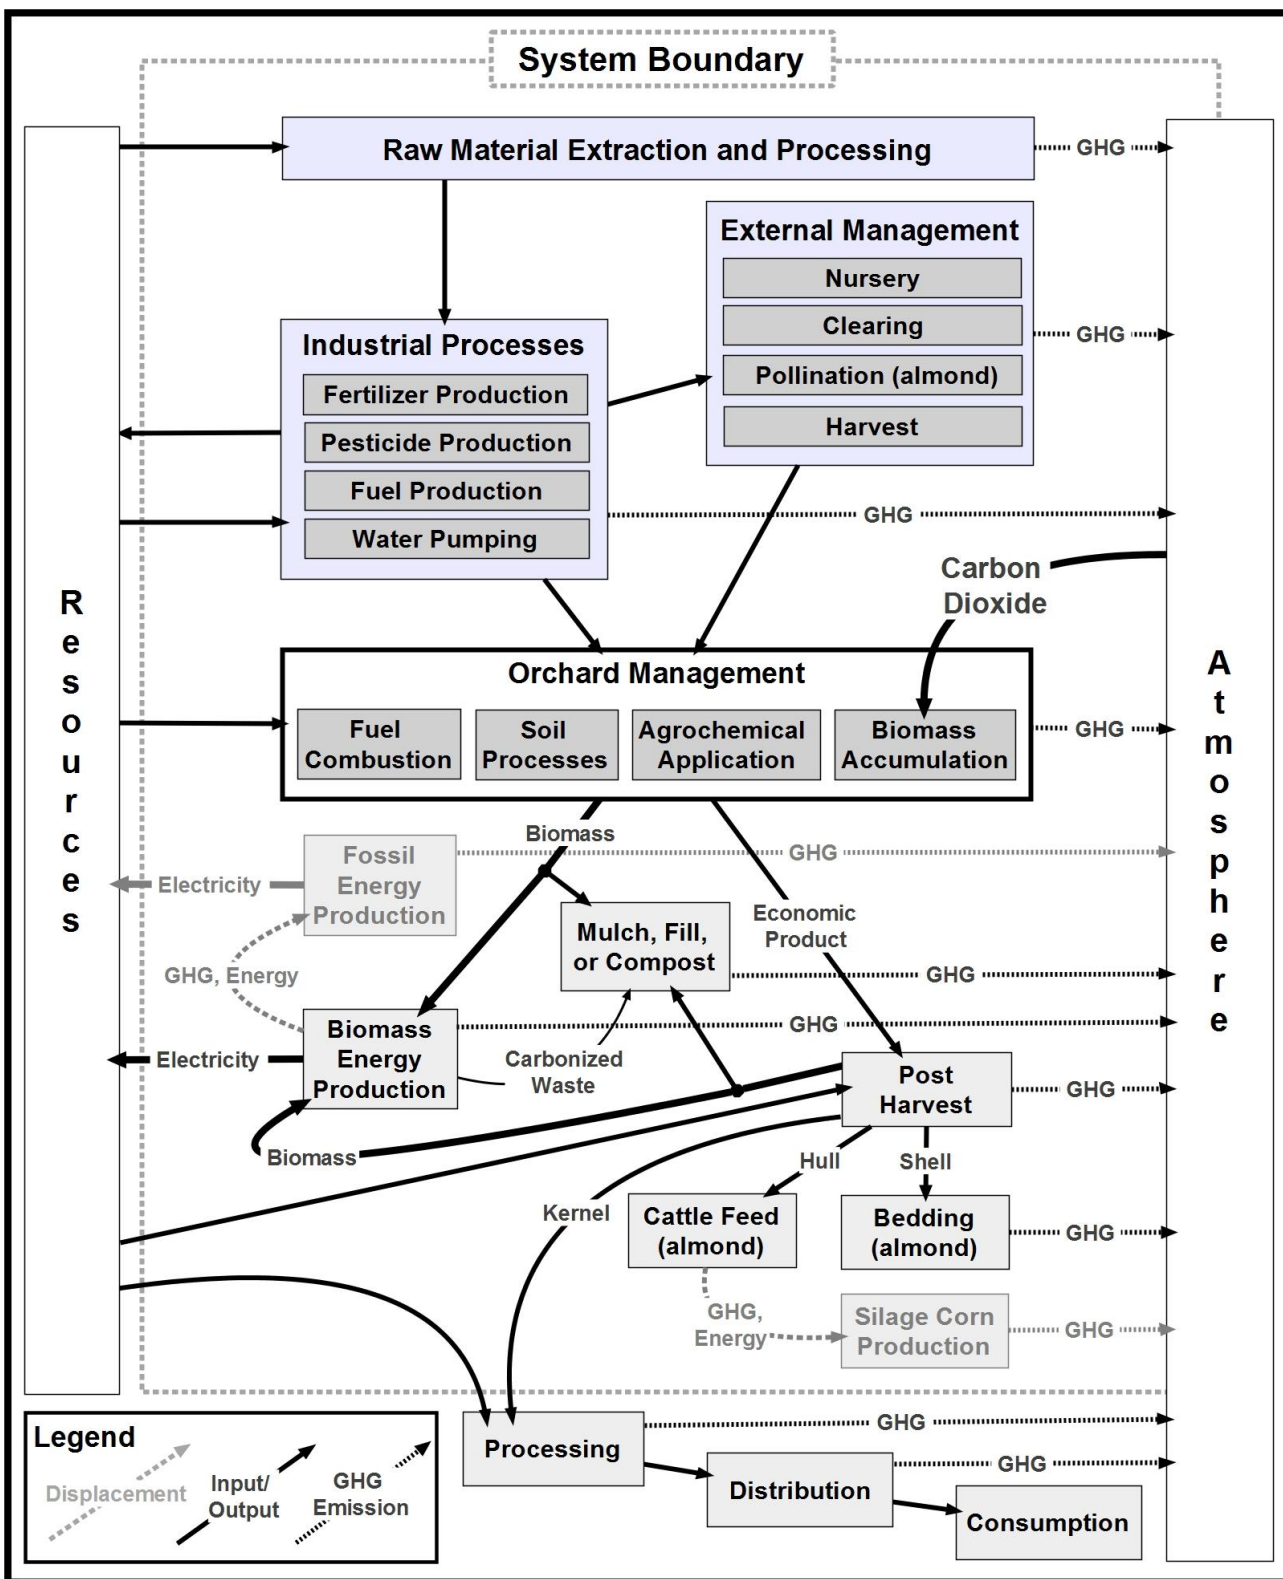 System Boundary
Raw Material Extraction and Processing
GHG
External Management
Nursery
Clearing
Pollination (almond)
Harvest
GHG
Industrial Processes
Fertilizer Production
Pesticide Production
Fuel Production
Water Pumping
GHG
Carbon
Dioxide
Resources
Atmosphere
Orchard Management
Fuel
Combustion
Soil
Processes
Agrochemical
Application
Biomass
Accumulation
GHG
Biomass
Fossil
Energy
Production
GHG
Electricity
Economic
Product
Mulch, Fill,
or Compost
GHG
GHG, Energy
Biomass
Energy
Production
GHG
Electricity
Carbonized
Waste
Post
Harvest
GHG
Biomass
Hull
Shell
Kernel
Cattle Feed
(almond)
Bedding
(almond)
GHG
GHG,
Energy
Silage Corn
Production
GHG
Legend
Displacement
Input/
Output
GHG
Emission
Processing
GHG
Distribution
GHG
Consumption